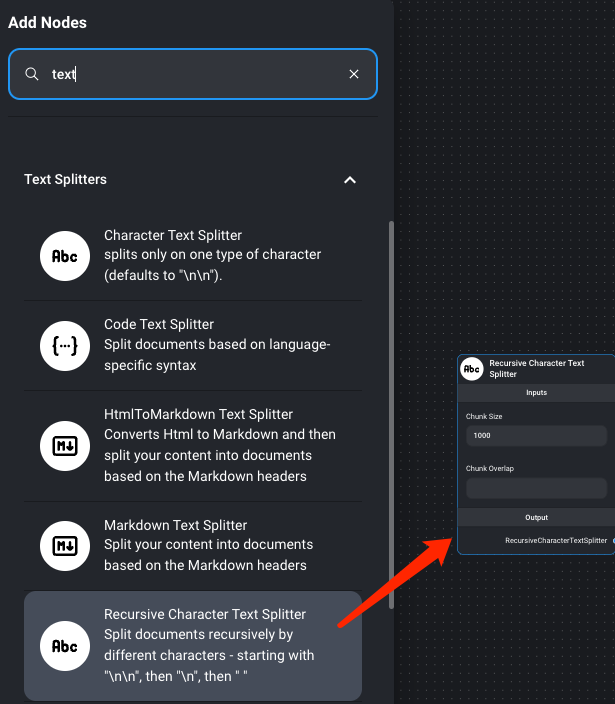 Add Nodes
text
Text Splitters
Abc
Character Text Splitter
splits only on one type of character
(defaults to "\n\n").
{···}
Code Text Splitter
Split documents based on language-
specific syntax
M
HtmlToMarkdown Text Splitter
Converts Html to Markdown and then
split your content into documents
based on the Markdown headers
M
Markdown Text Splitter
Split your content into documents
based on the Markdown headers
Abc
Recursive Character Text Splitter
Split documents recursively by
different characters - starting with
"\n\n", then "\n", then " "
Abc
Recursive Character Text
Splitter
Inputs
Chunk Size
1000
Chunk Overlap
Output
RecursiveCharacterTextSplitter